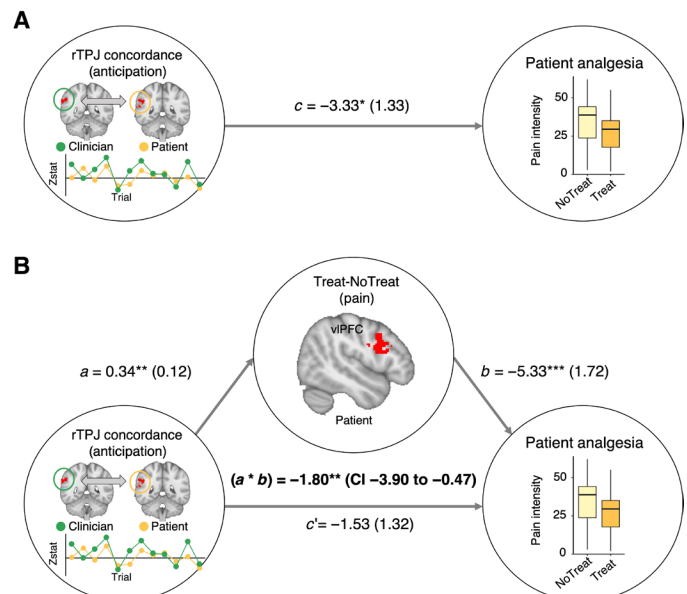 A
rTPJ concordance
(anticipation)
Clinician
Patient
Zstat
Trial
c = −3.33* (1.33)
Patient analgesia
Pain intensity
50
25
0
NoTreat
Treat
B
Treat-NoTreat
(pain)
vlPFC
Patient
a = 0.34** (0.12)
b = −5.33*** (1.72)
rTPJ concordance
(anticipation)
Clinician
Patient
Zstat
Trial
(a * b) = −1.80** (CI −3.90 to −0.47)
c'= −1.53 (1.32)
Patient analgesia
Pain intensity
50
25
0
NoTreat
Treat